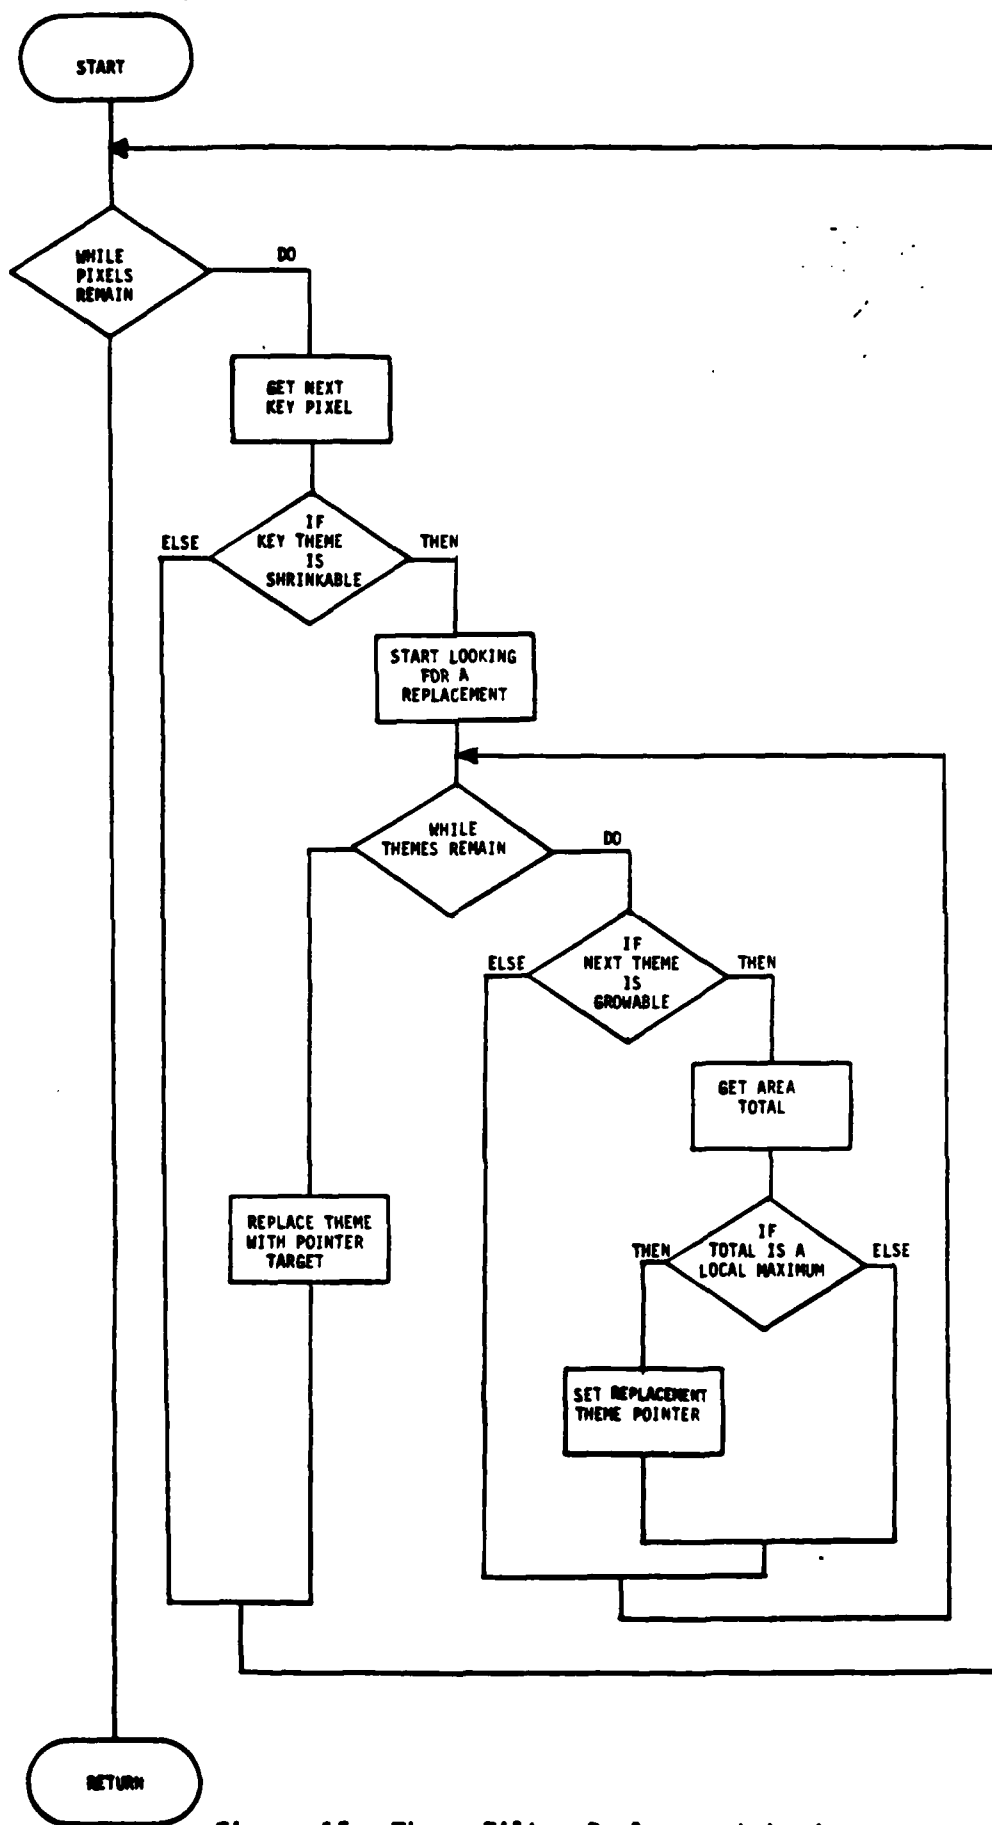 START
WHILE
PIXELS
REMAIN
DO
GET NEXT
KEY PIXEL
IF
KEY THEME
IS
SHRINKABLE
ELSE
THEN
START LOOKING
FOR A
REPLACEMENT
WHILE
THEMES REMAIN
DO
IF
NEXT THEME
IS
GROWABLE
ELSE
THEN
GET AREA
TOTAL
REPLACE THEME
WITH POINTER
TARGET
IF
TOTAL IS A
LOCAL MAXIMUM
THEN
ELSE
SET REPLACEMENT
THEME POINTER
RETURN